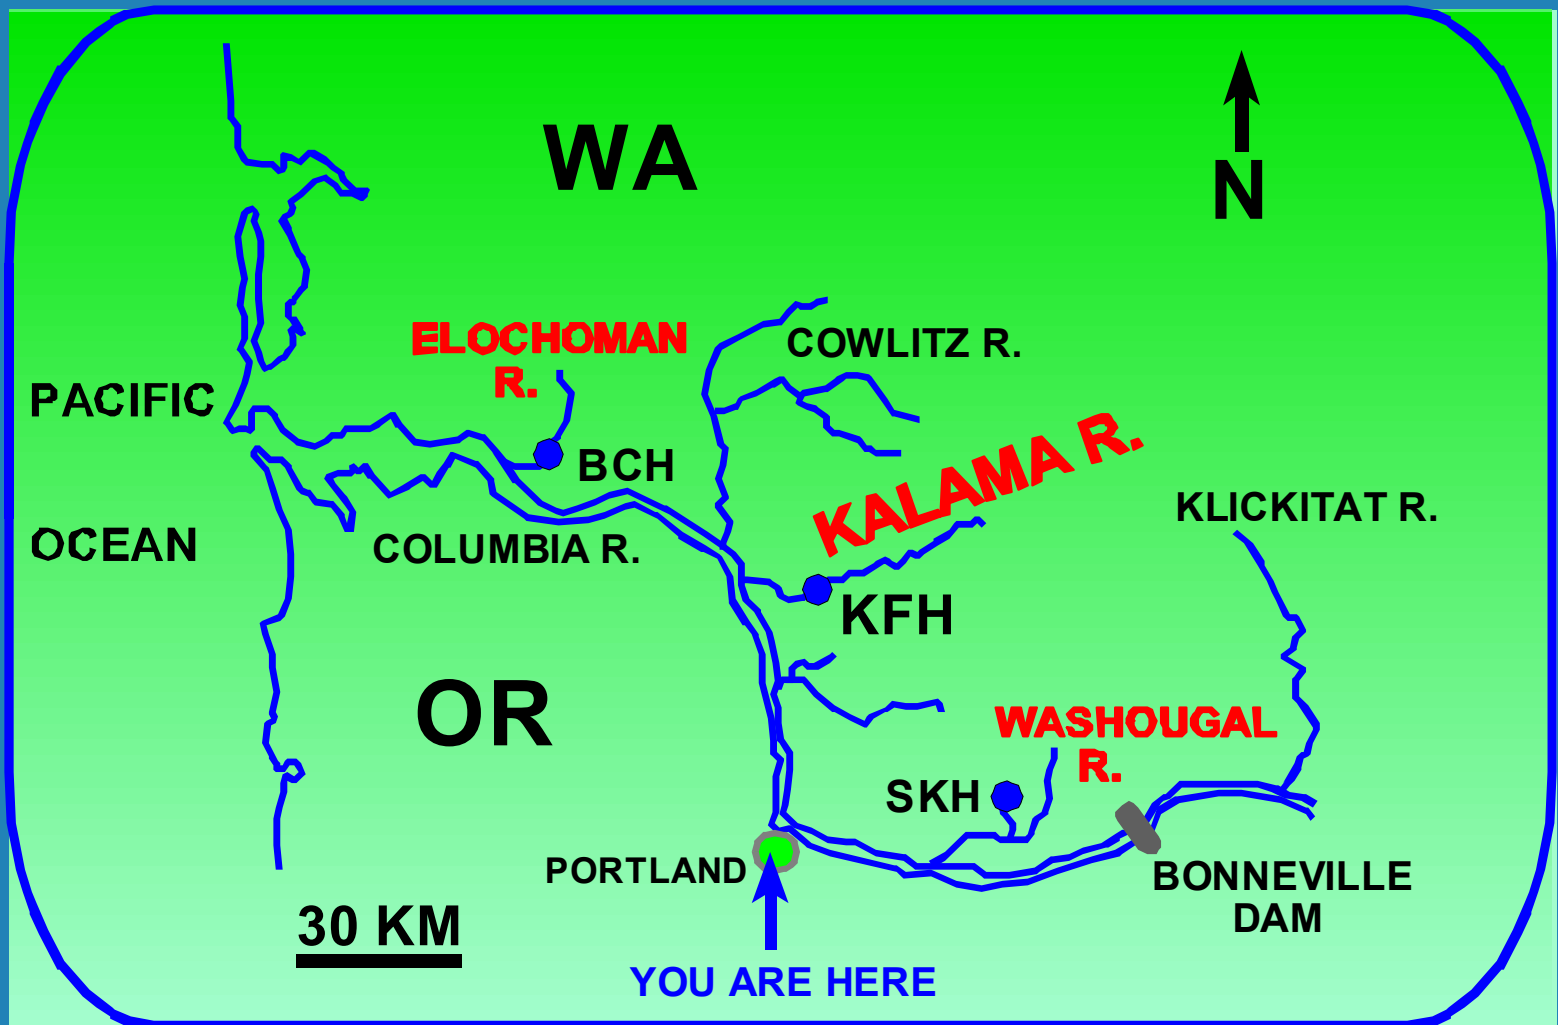 WA
N
ELOCHOMAN
R.
COWLITZ R.
PACIFIC
OCEAN
BCH
KALAMA R.
KLICKITAT R.
COLUMBIA R.
KFH
OR
WASHOUGAL
R.
SKH
PORTLAND
BONNEVILLE
DAM
30 KM
YOU ARE HERE